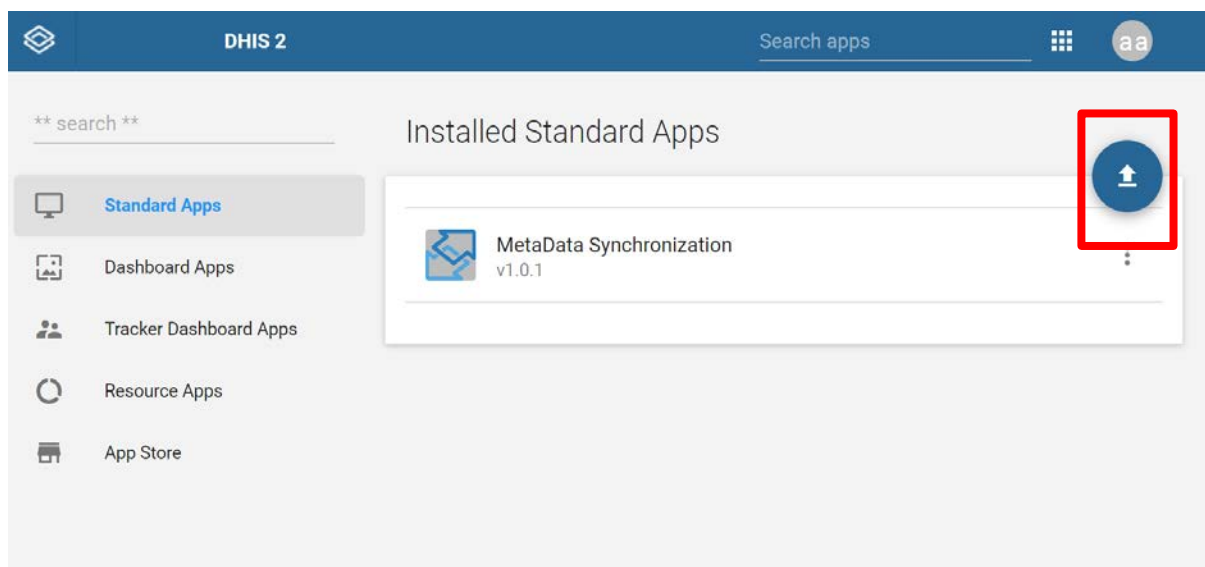 DHIS 2
Search apps
aa
** search **
Installed Standard Apps
Standard Apps
MetaData Synchronization
v1.0.1
Dashboard Apps
Tracker Dashboard Apps
Resource Apps
App Store